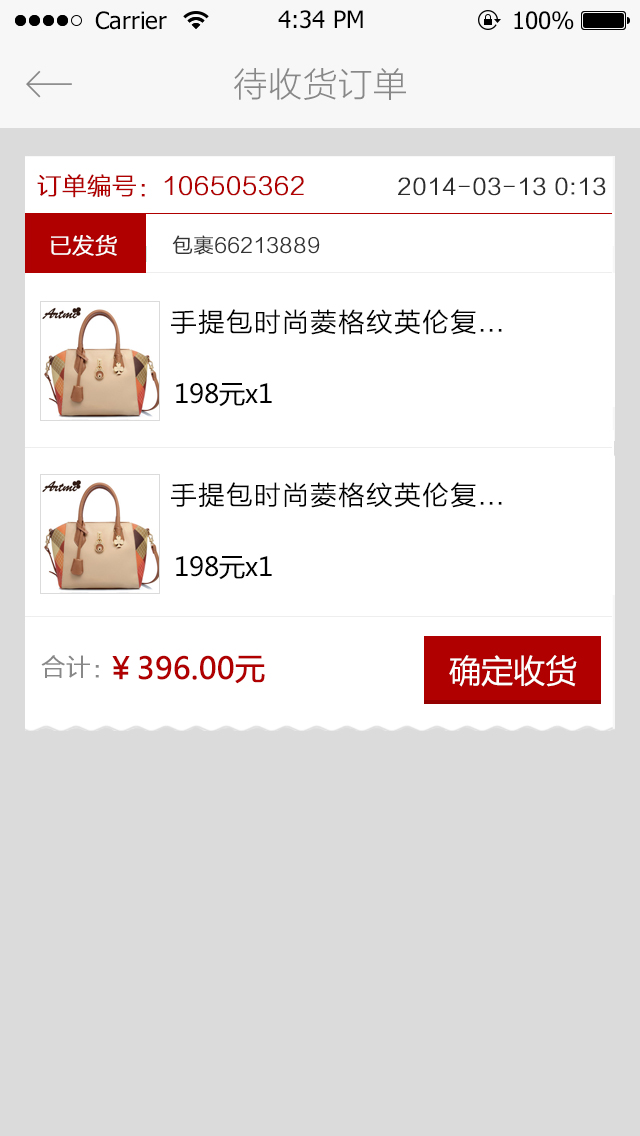 Carrier 4:34 PM 100%
待收货订单
订单编号：106505362 2014-03-13 0:13
已发货 包裹66213889
Artmi
手提包时尚菱格纹英伦复...
198元x1
Artmi
手提包时尚菱格纹英伦复...
198元x1
合计：¥ 396.00元 确定收货